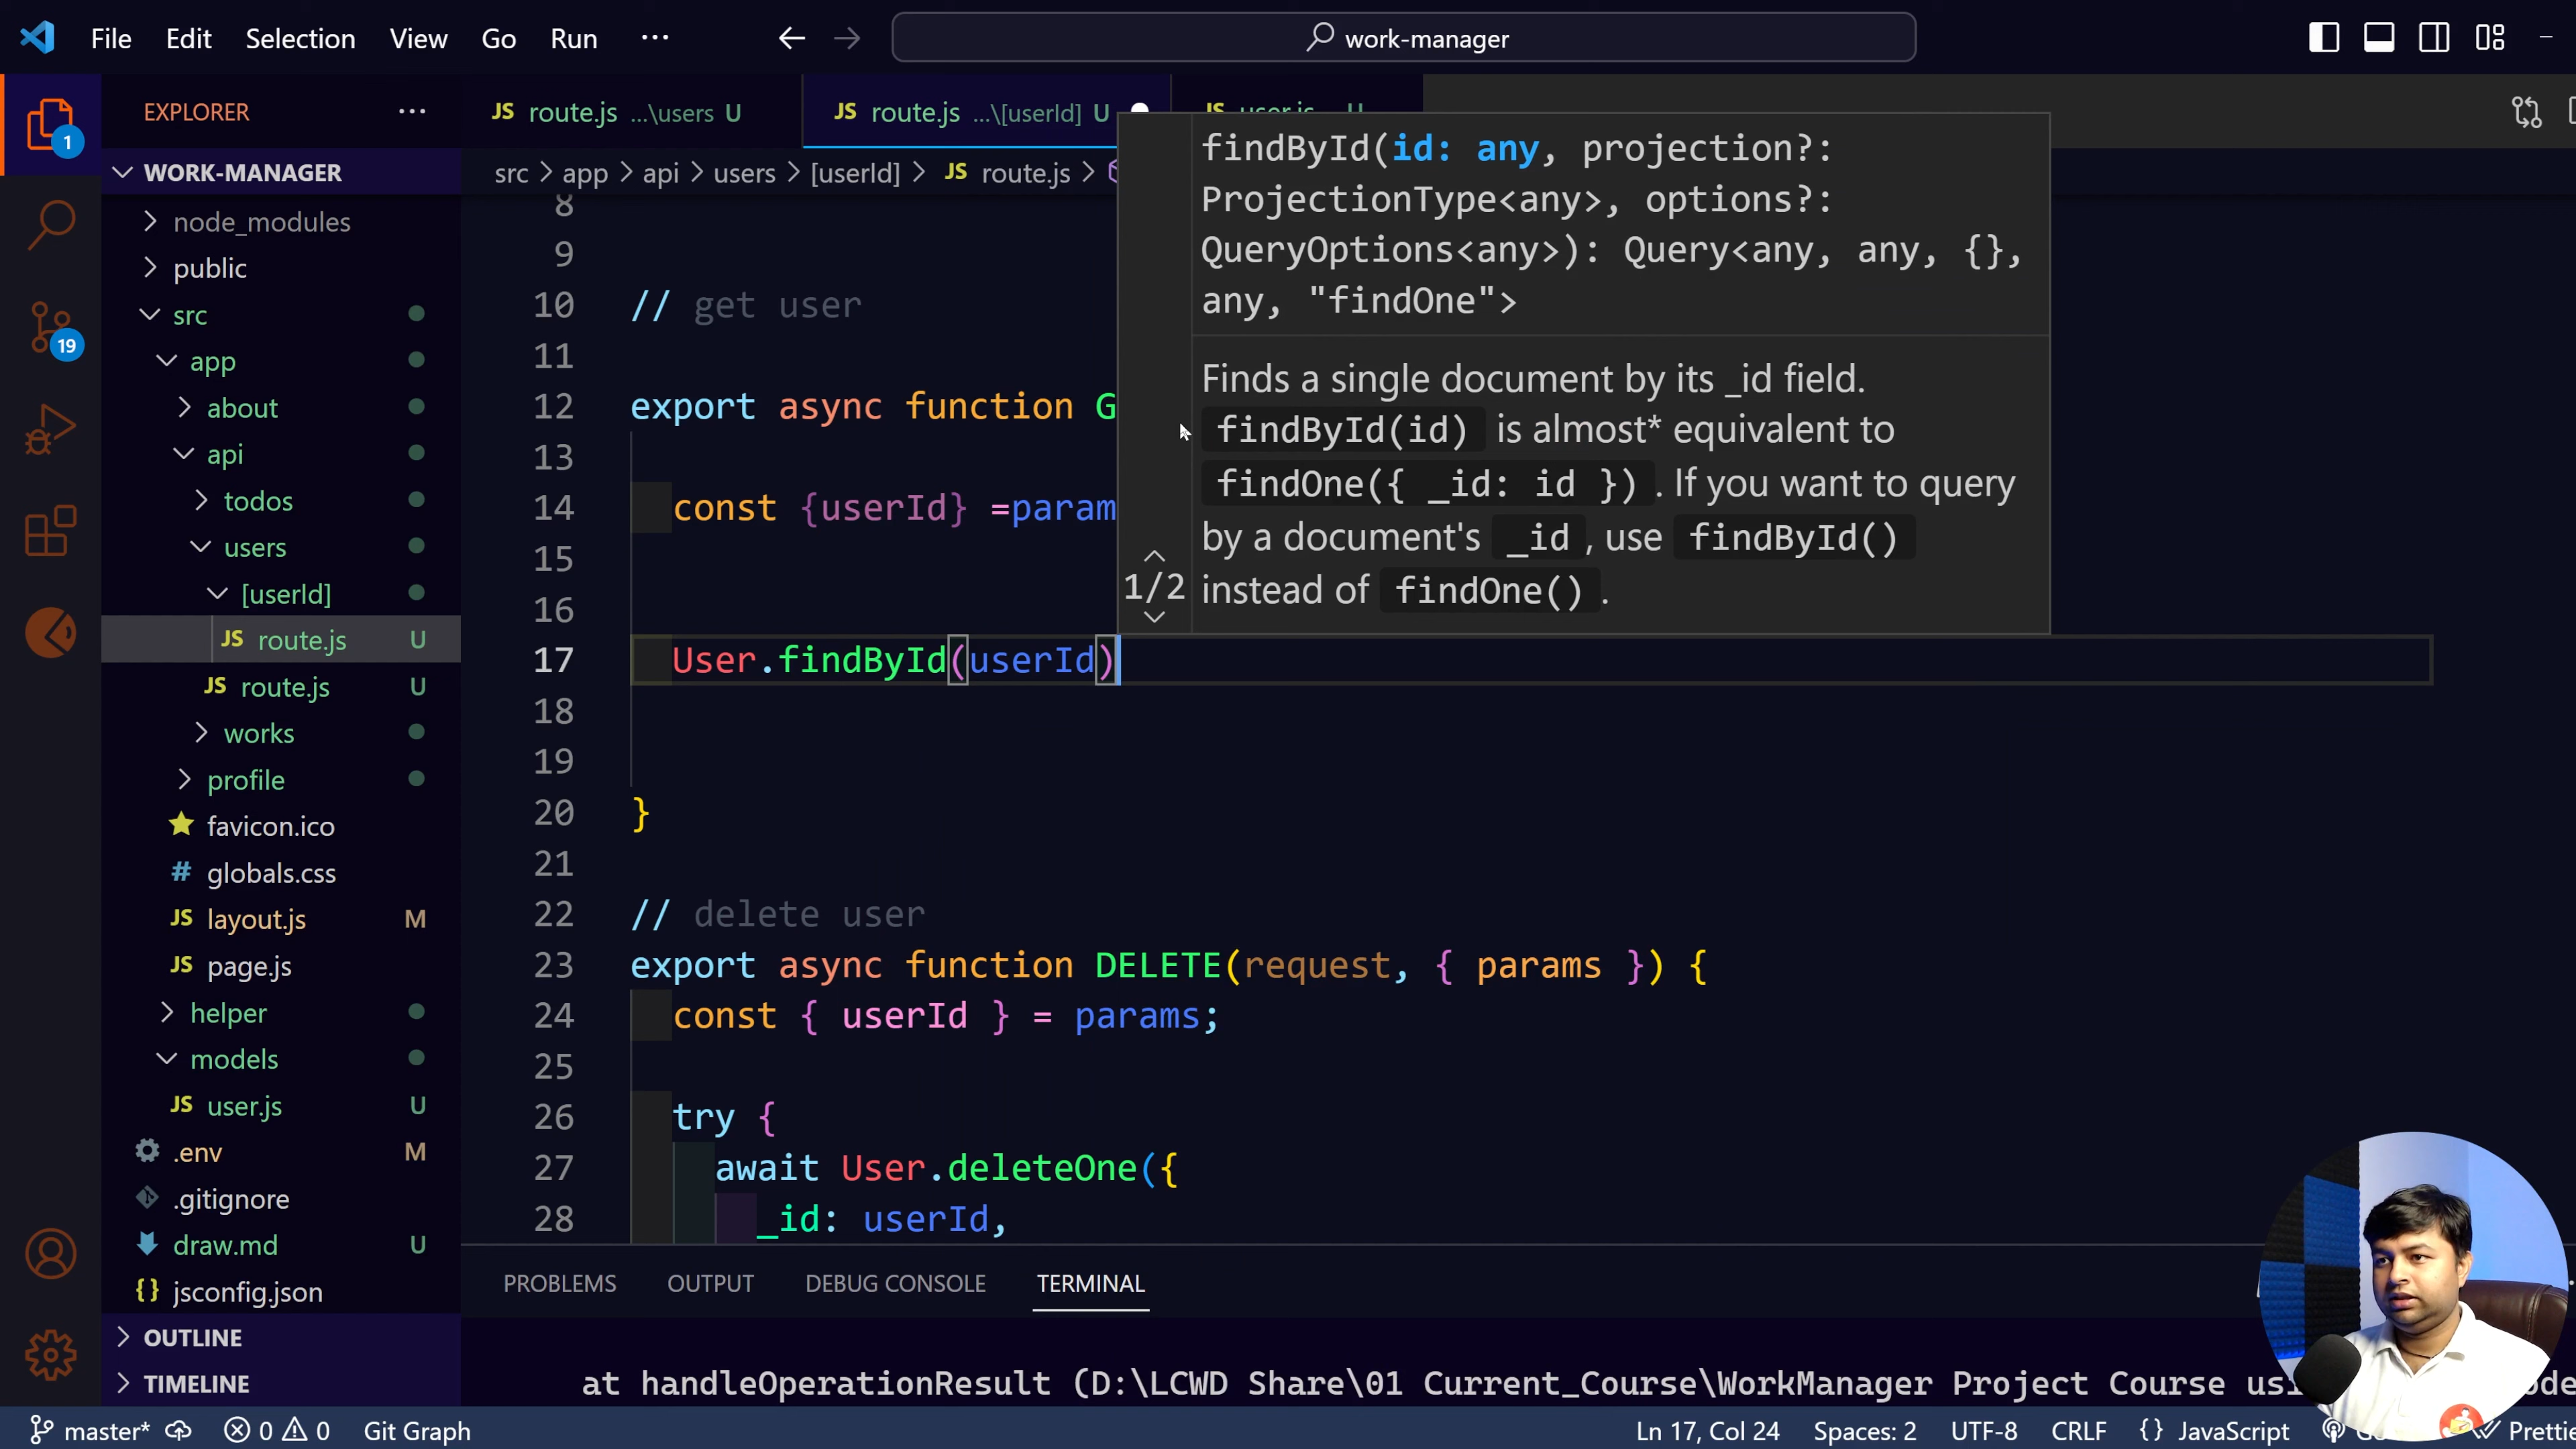 File Edit Selection View Go Run ···
work-manager
EXPLORER ···
JS route.js ...\users U
JS route.js ...\[userId] U
JS user.js U
WORK-MANAGER
src > app > api > users > [userId] > JS route.js >
node_modules
public
src
app
about
api
todos
users
[userId]
JS route.js U
JS route.js U
works
profile
favicon.ico
# globals.css
JS layout.js M
JS page.js
helper
models
JS user.js U
.env M
.gitignore
draw.md U
{} jsconfig.json
OUTLINE
TIMELINE
1
19
8
9
10 // get user
11
12 export async function G
13
14 const {userId} =param
15
16
17 User.findById(userId)
18
19
20 }
21
22 // delete user
23 export async function DELETE(request, { params }) {
24 const { userId } = params;
25
26 try {
27 await User.deleteOne({
28 _id: userId,
findById(id: any, projection?:
ProjectionType<any>, options?:
QueryOptions<any>): Query<any, any, {},
any, "findOne">
Finds a single document by its _id field.
findById(id) is almost* equivalent to
findOne({ _id: id }) . If you want to query
by a document's _id , use findById()
instead of findOne() .
1/2
PROBLEMS OUTPUT DEBUG CONSOLE TERMINAL
at handleOperationResult (D:\LCWD Share\01 Current_Course\WorkManager Project Course usi
master* 0 0 Git Graph
Ln 17, Col 24 Spaces: 2 UTF-8 CRLF {} JavaScript